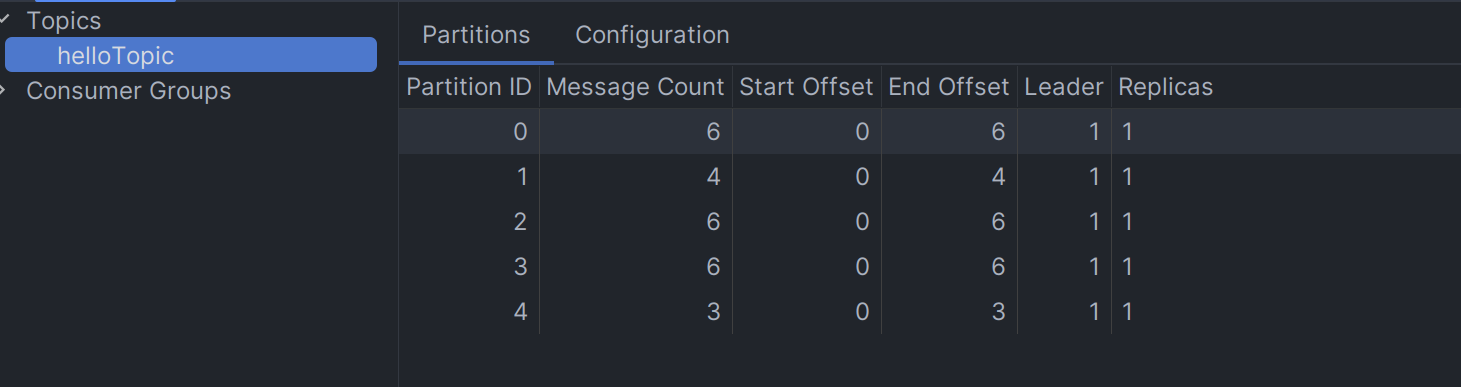 Topics
helloTopic
Consumer Groups
Partitions Configuration
Partition ID Message Count Start Offset End Offset Leader Replicas
0 6 0 6 1 1
1 4 0 4 1 1
2 6 0 6 1 1
3 6 0 6 1 1
4 3 0 3 1 1